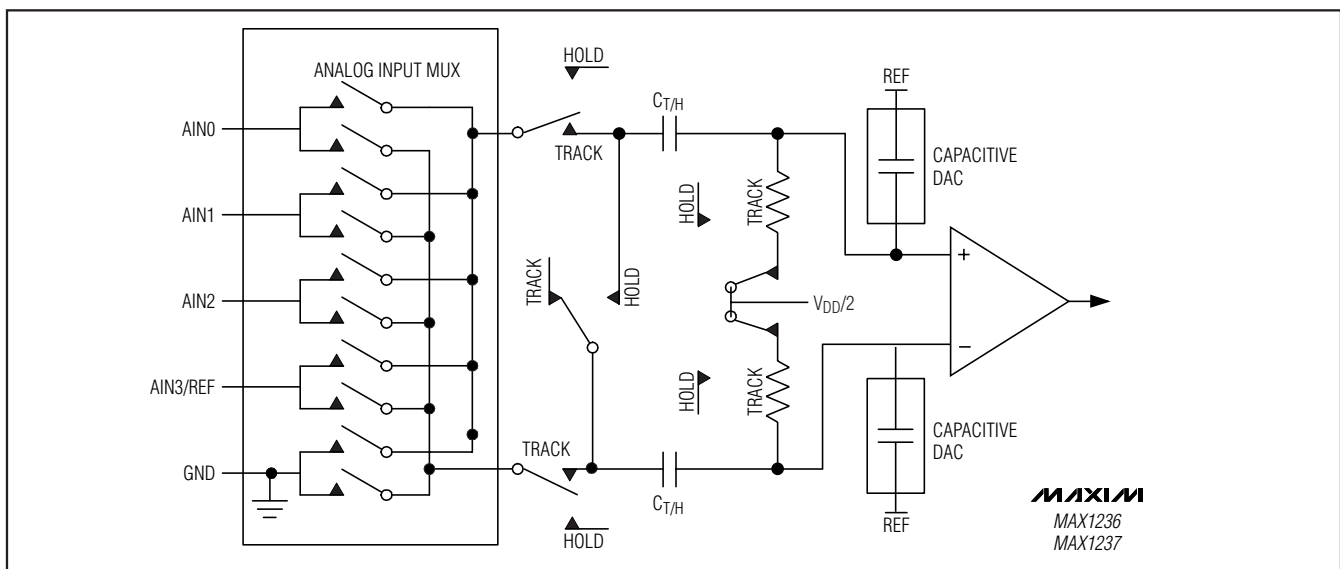 ANALOG INPUT MUX
AIN0
AIN1
AIN2
AIN3/REF
GND
HOLD
TRACK
C_T/H
HOLD
TRACK
TRACK
HOLD
V_DD/2
HOLD
TRACK
TRACK
C_T/H
HOLD
REF
CAPACITIVE
DAC
+
−
CAPACITIVE
DAC
REF
MAXIM
MAX1236
MAX1237